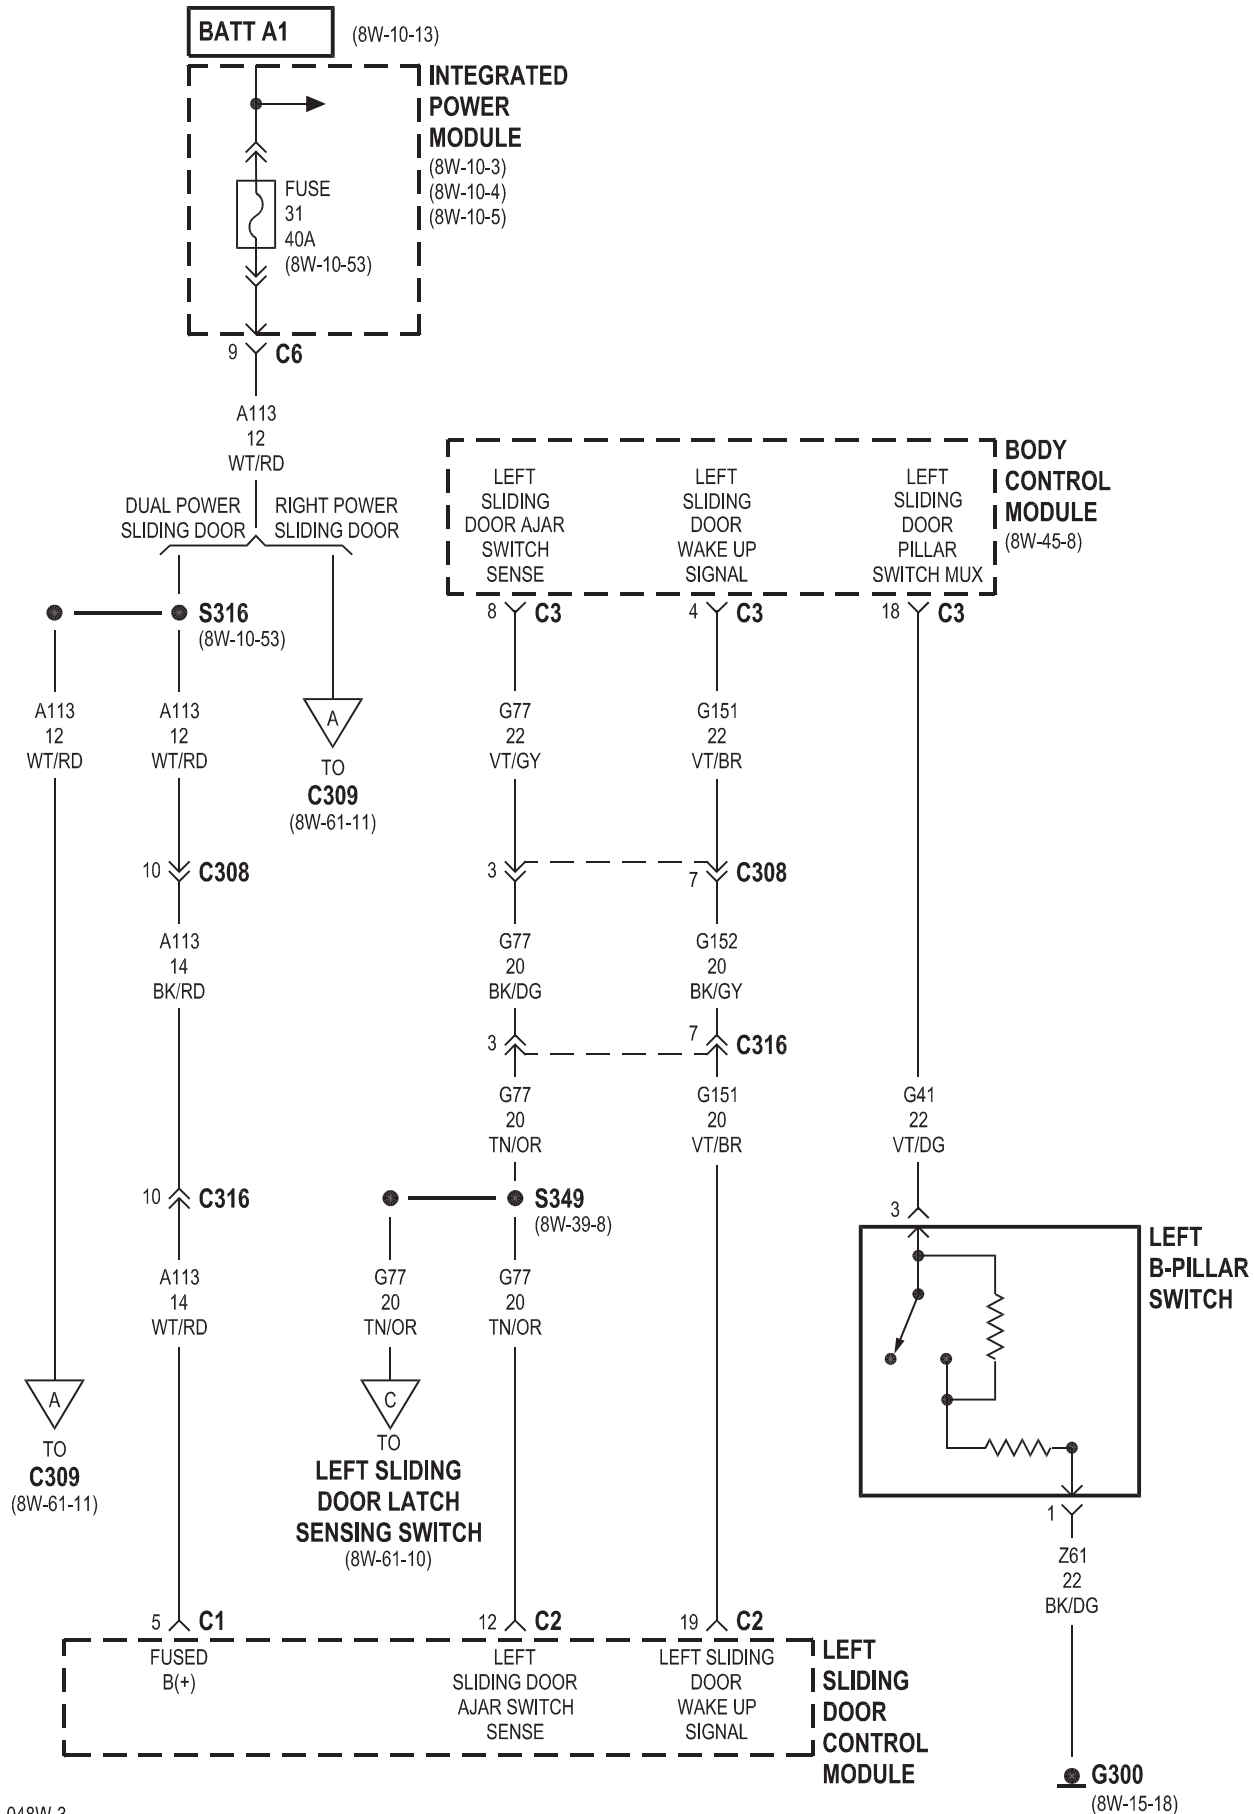 BATT A1
(8W-10-13)
INTEGRATED
POWER
MODULE
(8W-10-3)
(8W-10-4)
(8W-10-5)
FUSE
31
40A
(8W-10-53)
9
C6
A113
12
WT/RD
DUAL POWER
SLIDING DOOR
RIGHT POWER
SLIDING DOOR
S316
(8W-10-53)
A113
12
WT/RD
A113
12
WT/RD
A
TO
C309
(8W-61-11)
BODY
CONTROL
MODULE
(8W-45-8)
LEFT
SLIDING
DOOR AJAR
SWITCH
SENSE
LEFT
SLIDING
DOOR
WAKE UP
SIGNAL
LEFT
SLIDING
DOOR
PILLAR
SWITCH MUX
8
C3
4
C3
18
C3
G77
22
VT/GY
G151
22
VT/BR
10
C308
3
7
C308
A113
14
BK/RD
G77
20
BK/DG
G152
20
BK/GY
3
7
C316
G77
20
TN/OR
G151
20
VT/BR
G41
22
VT/DG
10
C316
S349
(8W-39-8)
3
LEFT
B-PILLAR
SWITCH
A113
14
WT/RD
G77
20
TN/OR
G77
20
TN/OR
A
TO
C309
(8W-61-11)
C
TO
LEFT SLIDING
DOOR LATCH
SENSING SWITCH
(8W-61-10)
1
Z61
22
BK/DG
5
C1
12
C2
19
C2
FUSED
B(+)
LEFT
SLIDING DOOR
AJAR SWITCH
SENSE
LEFT SLIDING
DOOR
WAKE UP
SIGNAL
LEFT
SLIDING
DOOR
CONTROL
MODULE
G300
(8W-15-18)